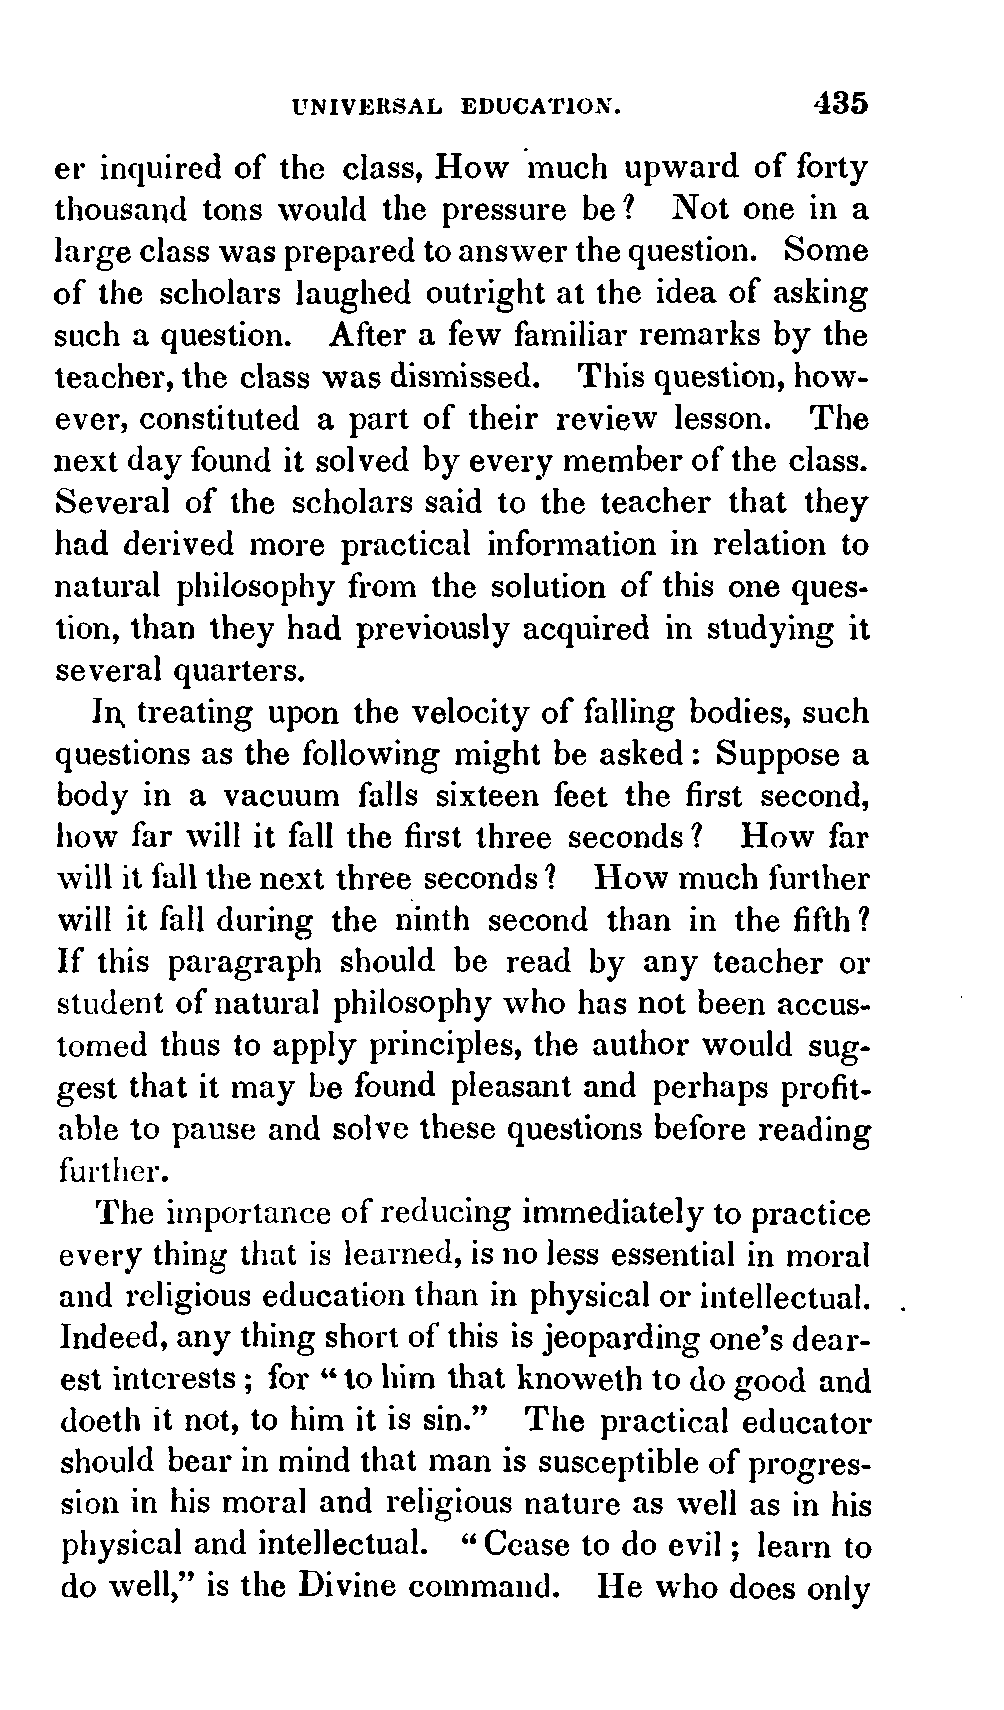 UNIVERSAL EDUCATION. 435
er inquired of the class, How much upward of forty
thousand tons would the pressure be? Not one in a
large class was prepared to answer the question. Some
of the scholars laughed outright at the idea of asking
such a question. After a few familiar remarks by the
teacher, the class was dismissed. This question, how-
ever, constituted a part of their review lesson. The
next day found it solved by every member of the class.
Several of the scholars said to the teacher that they
had derived more practical information in relation to
natural philosophy from the solution of this one ques-
tion, than they had previously acquired in studying it
several quarters.
In treating upon the velocity of falling bodies, such
questions as the following might be asked: Suppose a
body in a vacuum falls sixteen feet the first second,
how far will it fall the first three seconds? How far
will it fall the next three seconds? How much further
will it fall during the ninth second than in the fifth?
If this paragraph should be read by any teacher or
student of natural philosophy who has not been accus-
tomed thus to apply principles, the author would sug-
gest that it may be found pleasant and perhaps profit-
able to pause and solve these questions before reading
further.
The importance of reducing immediately to practice
every thing that is learned, is no less essential in moral
and religious education than in physical or intellectual.
Indeed, any thing short of this is jeoparding one's dear-
est interests; for "to him that knoweth to do good and
doeth it not, to him it is sin." The practical educator
should bear in mind that man is susceptible of progres-
sion in his moral and religious nature as well as in his
physical and intellectual. "Cease to do evil; learn to
do well," is the Divine command. He who does only